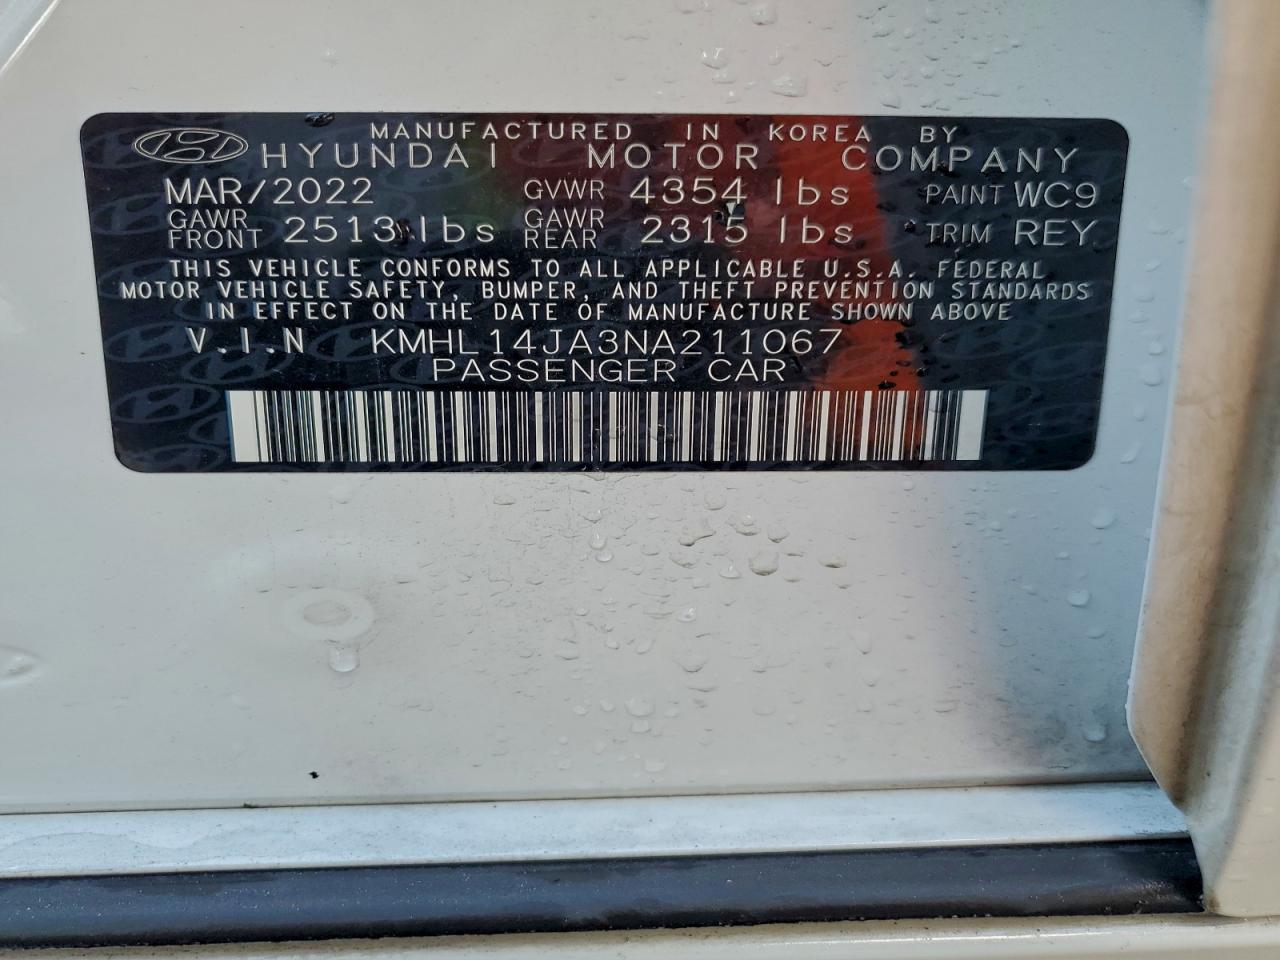 MANUFACTURED IN KOREA BY
HYUNDAI MOTOR COMPANY
MAR/2022 GVWR 4354 lbs PAINT WC9
GAWR FRONT 2513 lbs GAWR REAR 2315 lbs TRIM REY
THIS VEHICLE CONFORMS TO ALL APPLICABLE U.S.A. FEDERAL
MOTOR VEHICLE SAFETY, BUMPER, AND THEFT PREVENTION STANDARDS
IN EFFECT ON THE DATE OF MANUFACTURE SHOWN ABOVE
V.I.N KMHL14JA3NA211067
PASSENGER CAR